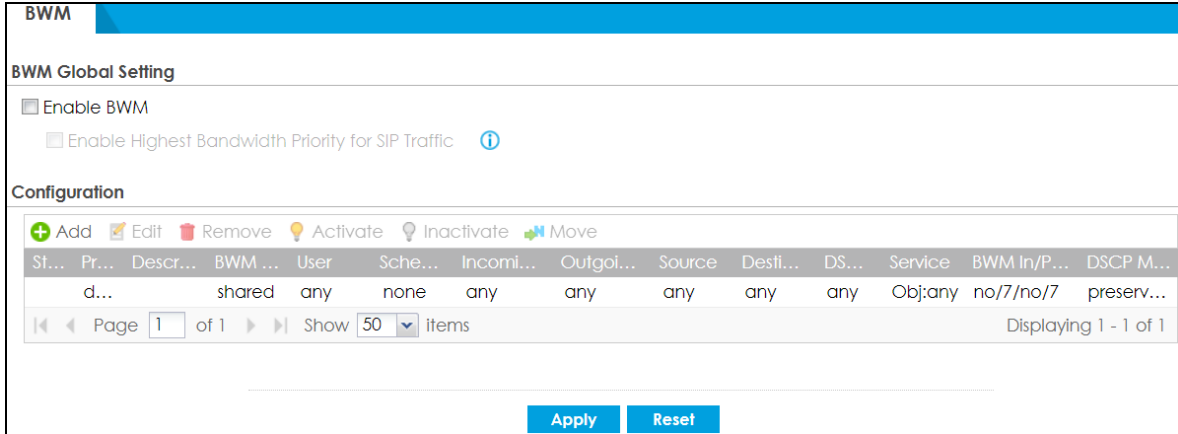 BWM
BWM Global Setting
Enable BWM
Enable Highest Bandwidth Priority for SIP Traffic
Configuration
Add Edit Remove Activate Inactivate Move
St... Pr... Descr... BWM ... User Sche... Incomi... Outgoi... Source Desti... DS... Service BWM In/P... DSCP M...
d... shared any none any any any any any Obj:any no/7/no/7 preserv...
Page 1 of 1 Show 50 items Displaying 1 - 1 of 1
Apply Reset